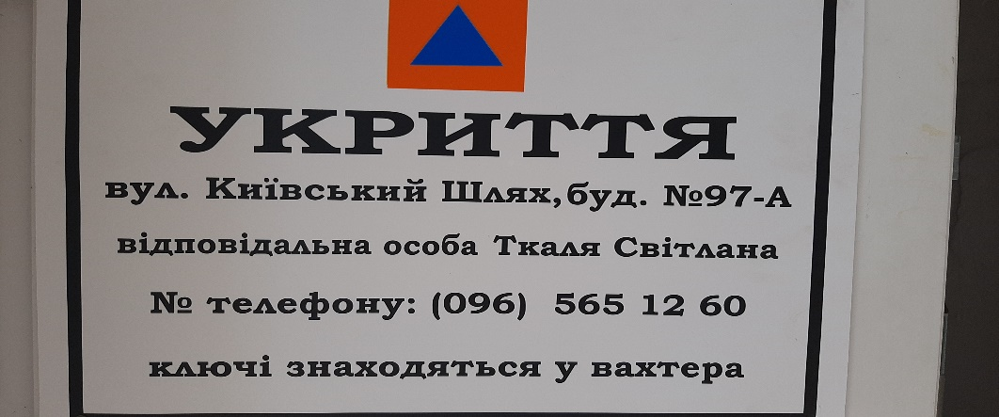 УКРИТТЯ
вул. Київський Шлях,буд. №97-А
відповідальна особа Ткаля Світлана
№ телефону: (096) 565 12 60
ключі знаходяться у вахтера